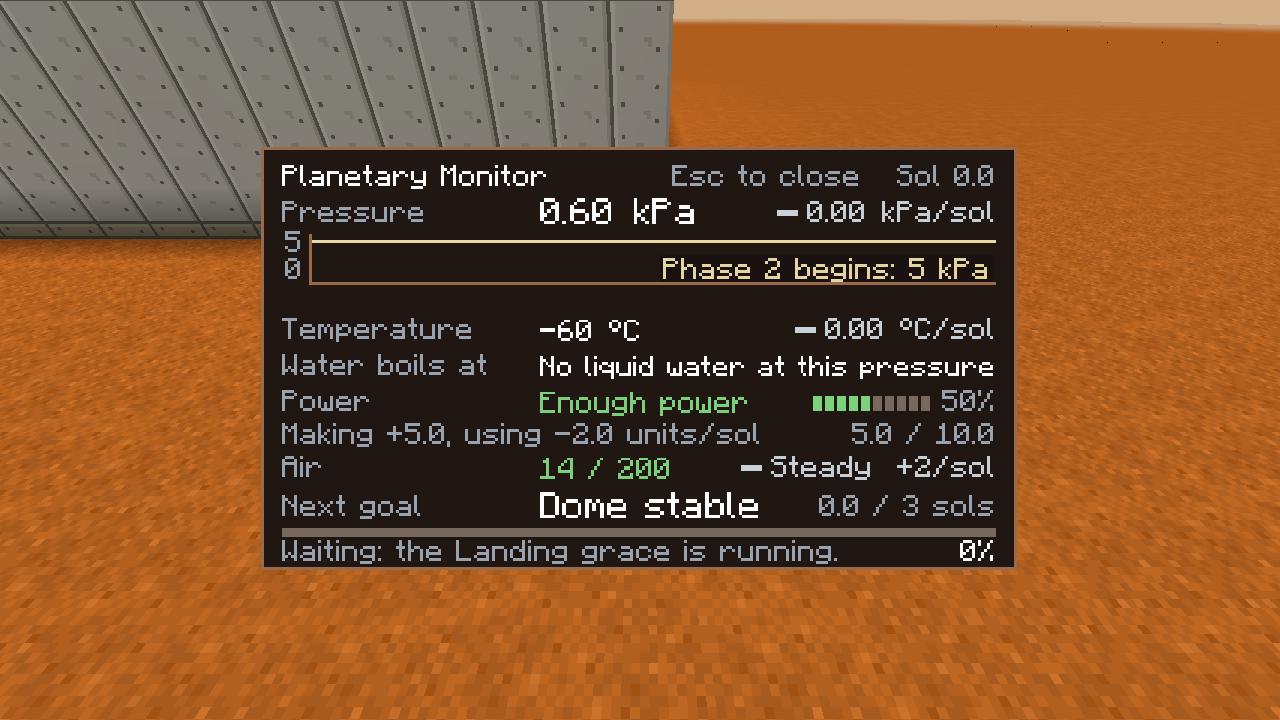 Planetary Monitor Esc to close Sol 0.0
Pressure 0.60 kPa 0.00 kPa/sol
5
0 Phase 2 begins: 5 kPa
Temperature -60 °C 0.00 °C/sol
Water boils at No liquid water at this pressure
Power Enough power 50%
Making +5.0, using -2.0 units/sol 5.0 / 10.0
Air 14 / 200 Steady +2/sol
Next goal Dome stable 0.0 / 3 sols
Waiting: the Landing grace is running. 0%